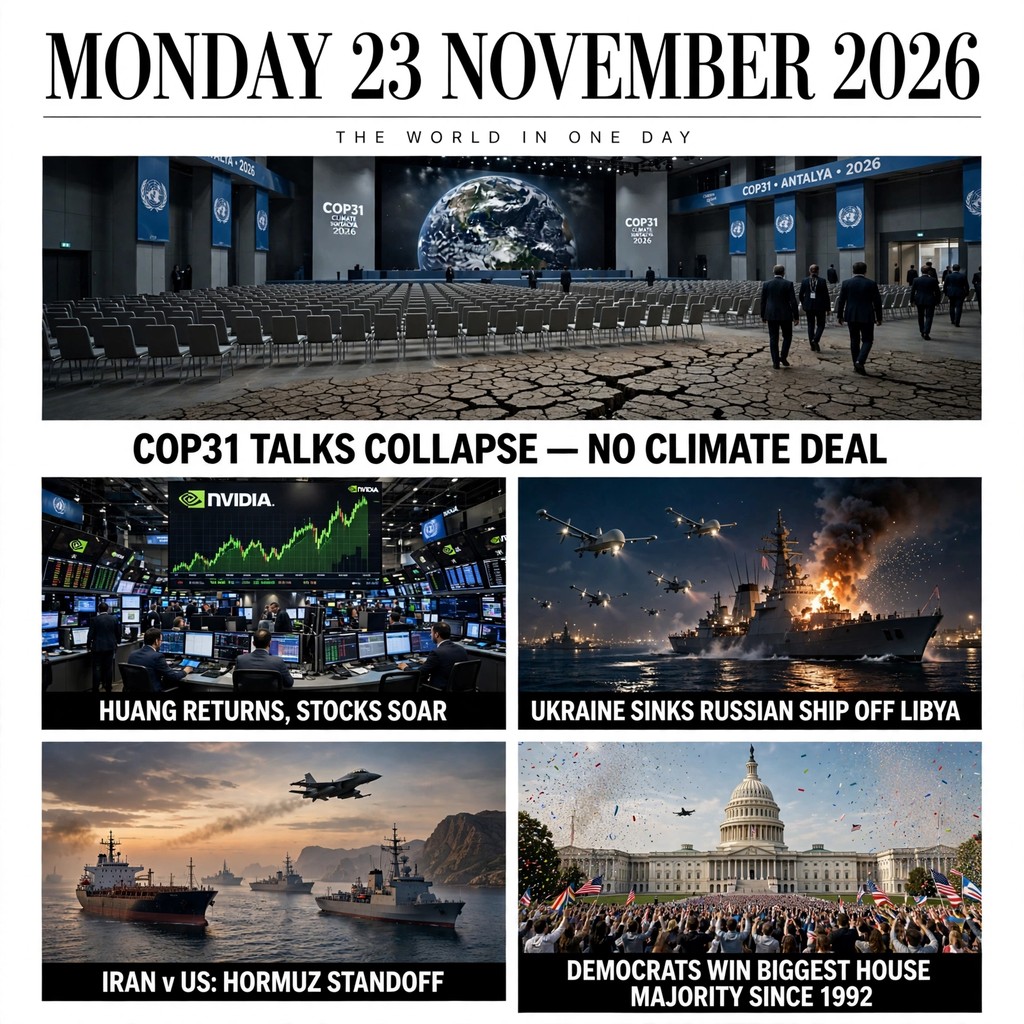 MONDAY 23 NOVEMBER 2026
THE WORLD IN ONE DAY
COP31 • ANTALYA • 2026
COP31
CLIMATE
2026
COP31
CLIMATE
2026
COP31 TALKS COLLAPSE — NO CLIMATE DEAL
NVIDIA.
NVIDIA
HUANG RETURNS, STOCKS SOAR
UKRAINE SINKS RUSSIAN SHIP OFF LIBYA
IRAN v US: HORMUZ STANDOFF
DEMOCRATS WIN BIGGEST HOUSE
MAJORITY SINCE 1992